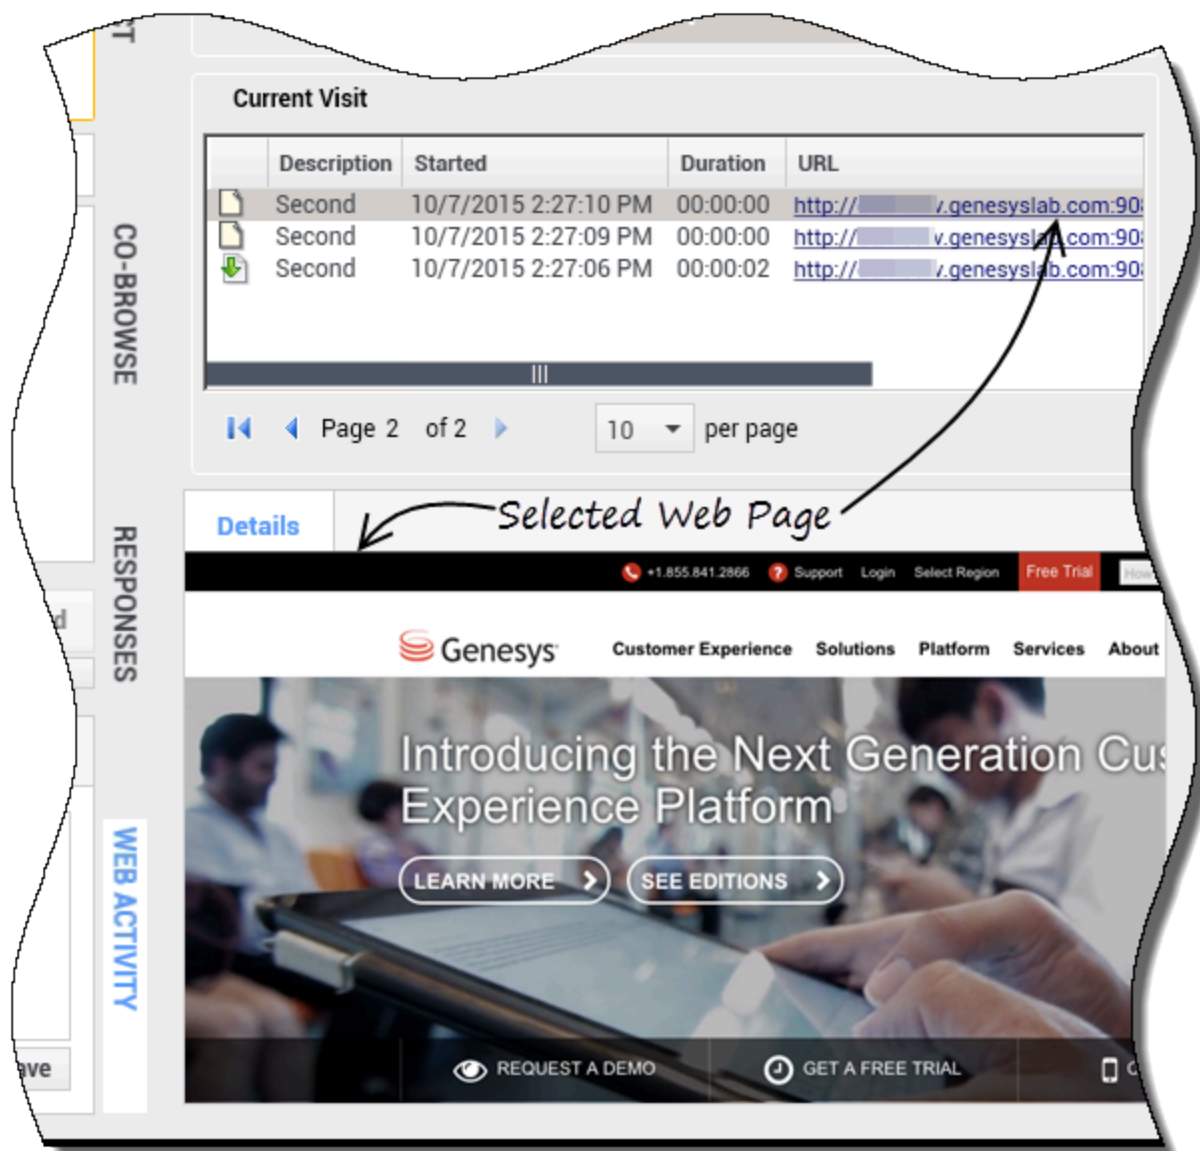 CT
Current Visit
Description Started Duration URL
Second 10/7/2015 2:27:10 PM 00:00:00 http:// v.genesyslab.com:90
Second 10/7/2015 2:27:09 PM 00:00:00 http:// v.genesyslab.com:90
Second 10/7/2015 2:27:06 PM 00:00:02 http:// v.genesyslab.com:90
Page 2 of 2 10 per page
CO-BROWSE
RESPONSES
WEB ACTIVITY
Selected Web Page
Details
+1.855.841.2866 ? Support Login Select Region Free Trial How
Genesys Customer Experience Solutions Platform Services About
Introducing the Next Generation Cus
Experience Platform
LEARN MORE SEE EDITIONS
REQUEST A DEMO GET A FREE TRIAL
d
ave